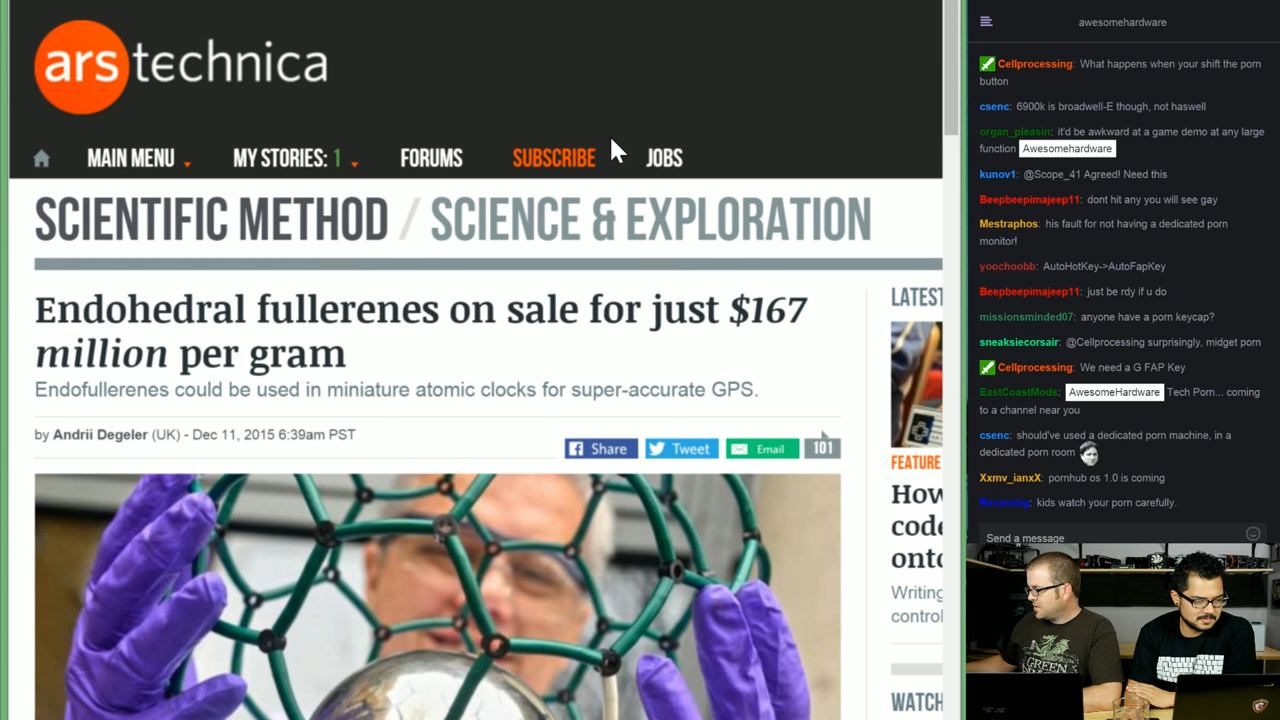 ars technica
MAIN MENU
MY STORIES: 1
FORUMS
SUBSCRIBE
JOBS
SCIENTIFIC METHOD / SCIENCE & EXPLORATION
Endohedral fullerenes on sale for just $167
million per gram
Endofullerenes could be used in miniature atomic clocks for super-accurate GPS.
by Andrii Degeler (UK) - Dec 11, 2015 6:39am PST
Share
Tweet
Email
101
LATEST
FEATURE
How
code
onto
Writing
control
WATCH
awesomehardware
Cellprocessing: What happens when your shift the porn
button
csenc: 6900k is broadwell-E though, not haswell
organ_pleasin: it'd be awkward at a game demo at any large
function Awesomehardware
kunov1: @Scope_41 Agreed! Need this
Beepbeepimajeep11: dont hit any you will see gay
Mestraphos: his fault for not having a dedicated porn
monitor!
yoochoobb: AutoHotKey->AutoFapKey
Beepbeepimajeep11: just be rdy if u do
missionsminded07: anyone have a porn keycap?
sneaksiecorsair: @Cellprocessing surprisingly, midget porn
Cellprocessing: We need a G FAP Key
EastCoastMods: AwesomeHardware Tech Porn... coming
to a channel near you
csenc: should've used a dedicated porn machine, in a
dedicated porn room
Xxmv_ianxX: pornhub os 1.0 is coming
kids watch your porn carefully.
Send a message
GREEN